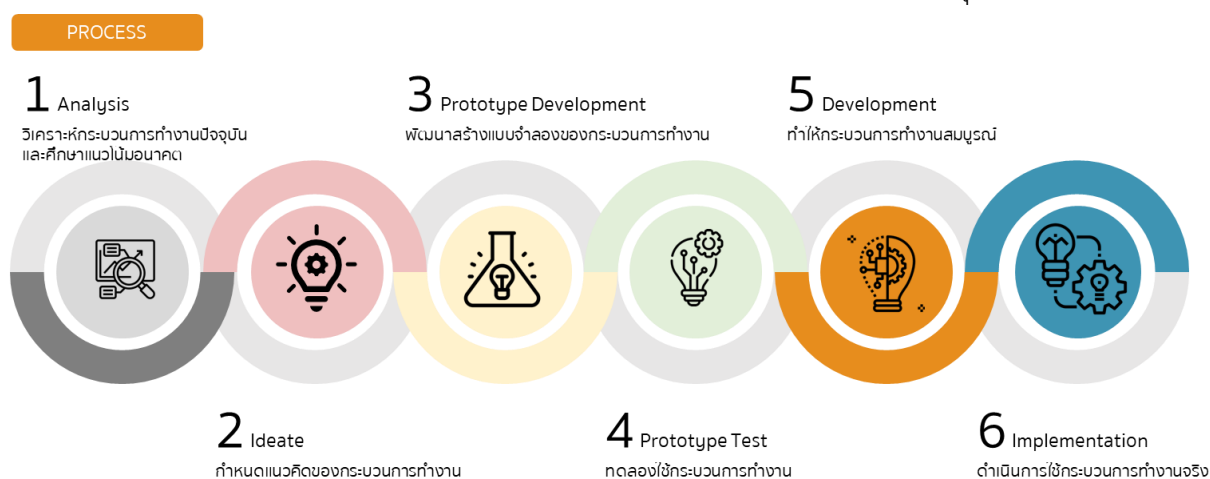 PROCESS
1 Analysis
วิเคราะห์กระบวนการทำงานปัจจุบัน
และศึกษาแนวโน้มอนาคต
2 Ideate
กำหนดแนวคิดของกระบวนการทำงาน
3 Prototype Development
พัฒนาสร้างแบบจำลองของกระบวนการทำงาน
4 Prototype Test
ทดลองใช้กระบวนการทำงาน
5 Development
ทำให้กระบวนการทำงานสมบูรณ์
6 Implementation
ดำเนินการใช้กระบวนการทำงานจริง